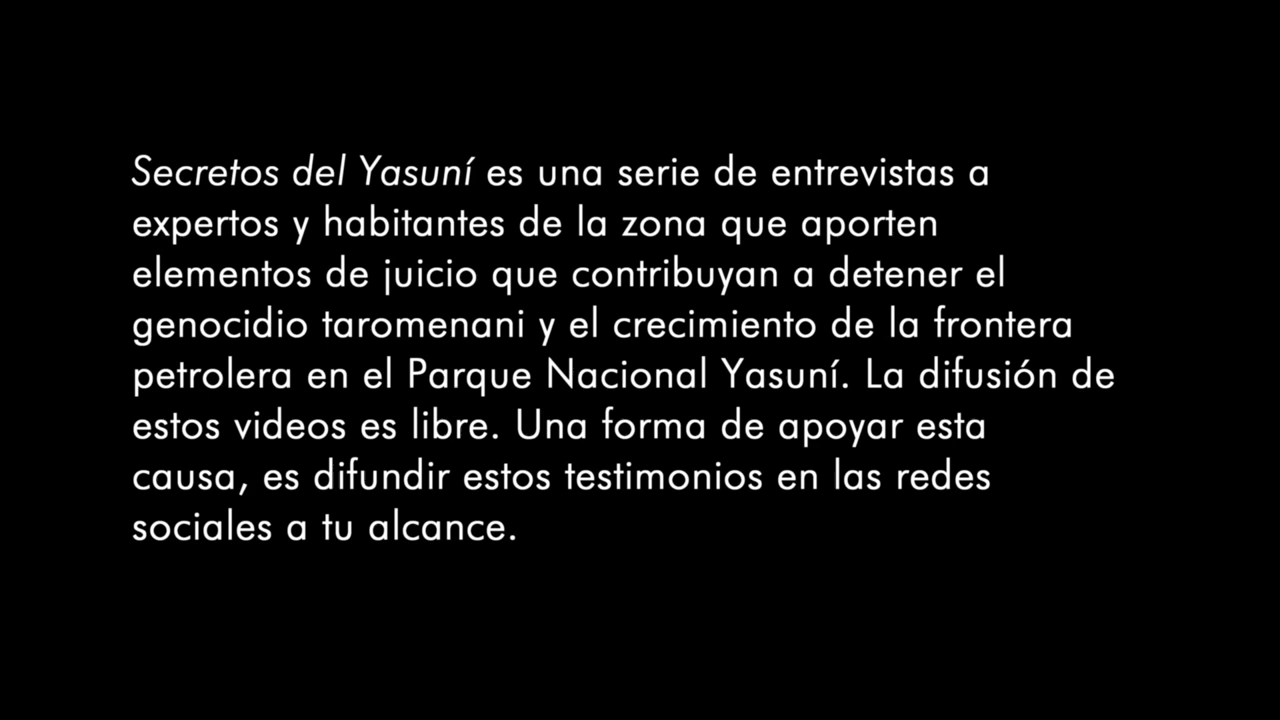 Secretos del Yasuní es una serie de entrevistas a
expertos y habitantes de la zona que aporten
elementos de juicio que contribuyan a detener el
genocidio taromenani y el crecimiento de la frontera
petrolera en el Parque Nacional Yasuní. La difusión de
estos videos es libre. Una forma de apoyar esta
causa, es difundir estos testimonios en las redes
sociales a tu alcance.